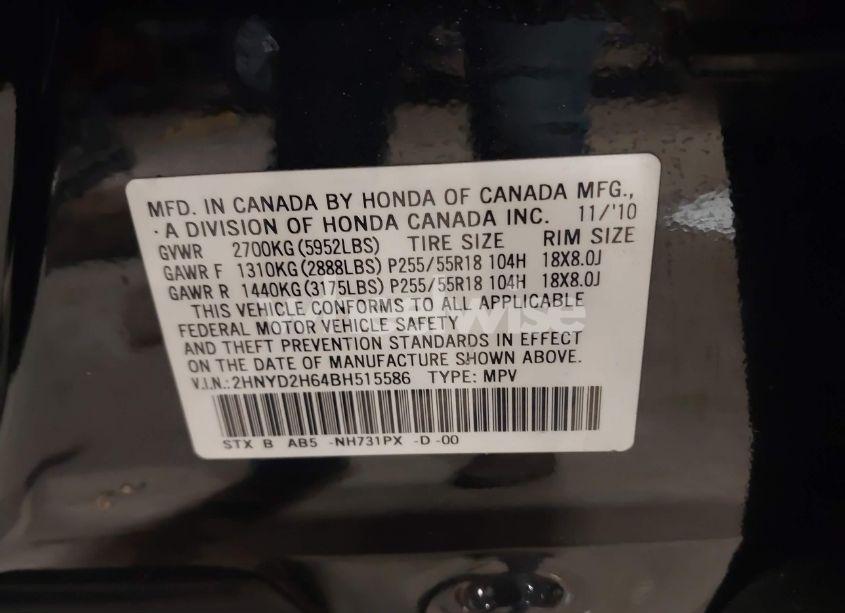 MFD. IN CANADA BY HONDA OF CANADA MFG.,
·A DIVISION OF HONDA CANADA INC. 11/'10
GVWR 2700KG(5952LBS) TIRE SIZE RIM SIZE
GAWR F 1310KG(2888LBS) P255/55R18 104H 18X8.0J
GAWR R 1440KG(3175LBS) P255/55R18 104H 18X8.0J
THIS VEHICLE CONFORMS TO ALL APPLICABLE
FEDERAL MOTOR VEHICLE SAFETY
AND THEFT PREVENTION STANDARDS IN EFFECT
ON THE DATE OF MANUFACTURE SHOWN ABOVE.
V.I.N.:2HNYD2H64BH515586 TYPE: MPV
STX B AB5 -NH731PX -D -00